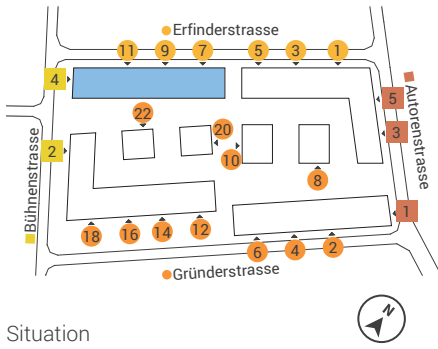 Erfinderstrasse
11 9 7 5 3 1
4
5
22
20
3
2
10
8
Autorenstrasse
Bühnenstrasse
1
18 16 14 12
6 4 2
Gründerstrasse
N
Situation